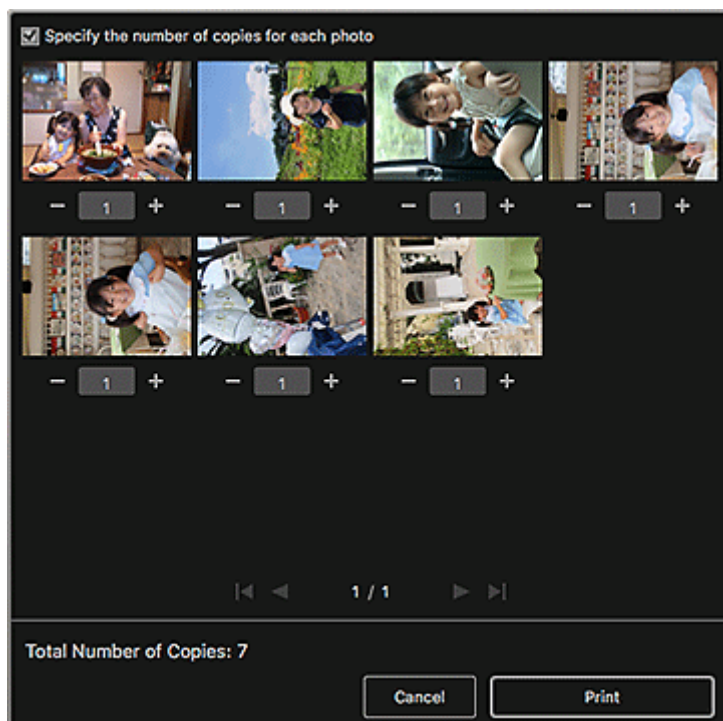 Specify the number of copies for each photo
1 1 1 1
1 1 1
1 / 1
Total Number of Copies: 7
Cancel Print